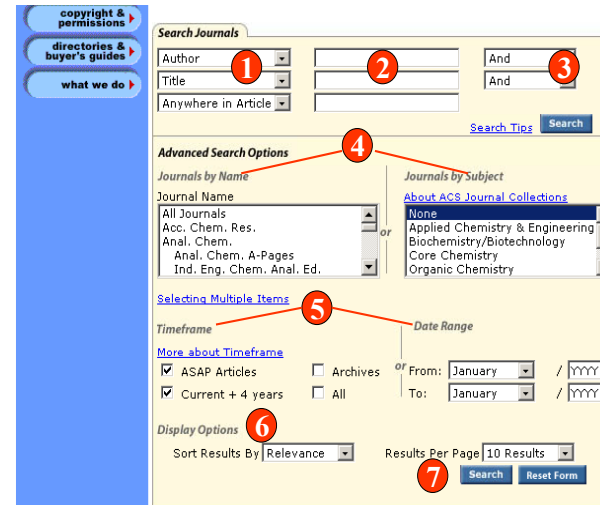 copyright &
permissions
directories &
buyer's guides
what we do
Search Journals
Author 1 2 And 3
Title And
Anywhere in Article
Search Tips Search
4
Advanced Search Options
Journals by Name Journals by Subject
Journal Name About ACS Journal Collections
All Journals None
Acc. Chem. Res. Applied Chemistry & Engineering
Anal. Chem. or Biochemistry/Biotechnology
Anal. Chem. A-Pages Core Chemistry
Ind. Eng. Chem. Anal. Ed. Organic Chemistry
Selecting Multiple Items
5
Timeframe Date Range
More about Timeframe
ASAP Articles Archives or From: January / YYYY
Current + 4 years All To: January / YYYY
Display Options 6
Sort Results By Relevance Results Per Page 10 Results
7 Search Reset Form